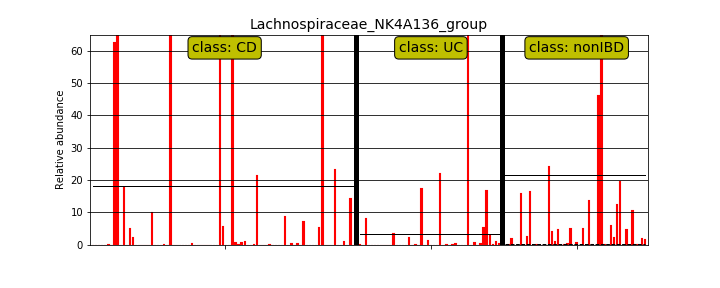 Lachnospiraceae_NK4A136_group
class: CD
class: UC
class: nonIBD
Relative abundance
60
50
40
30
20
10
0